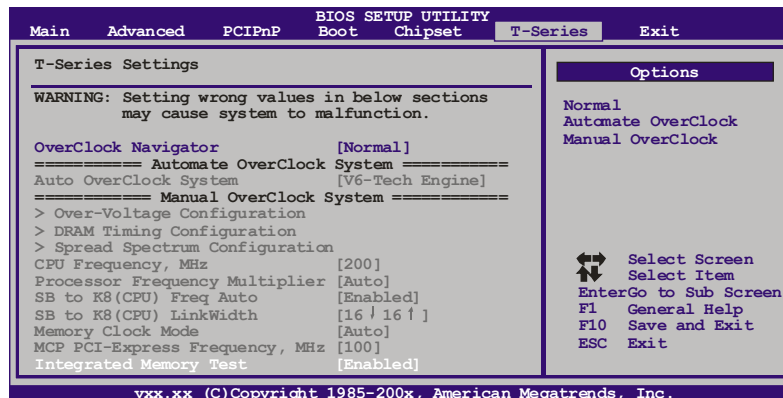 BIOS SETUP UTILITY
Main Advanced PCIPnP Boot Chipset T-Series Exit
T-Series Settings
WARNING: Setting wrong values in below sections
may cause system to malfunction.
OverClock Navigator [Normal]
=========== Automate OverClock System ===========
Auto OverClock System [V6-Tech Engine]
============ Manual OverClock System ============
> Over-Voltage Configuration
> DRAM Timing Configuration
> Spread Spectrum Configuration
CPU Frequency, MHz [200]
Processor Frequency Multiplier [Auto]
SB to K8(CPU) Freq Auto [Enabled]
SB to K8(CPU) LinkWidth [16 ↓ 16 ↑ ]
Memory Clock Mode [Auto]
MCP PCI-Express Frequency, MHz [100]
Integrated Memory Test [Enabled]
Options
Normal
Automate OverClock
Manual OverClock
Select Screen
Select Item
EnterGo to Sub Screen
F1 General Help
F10 Save and Exit
ESC Exit
vxx.xx (C)Copyright 1985-200x, American Megatrends, Inc.